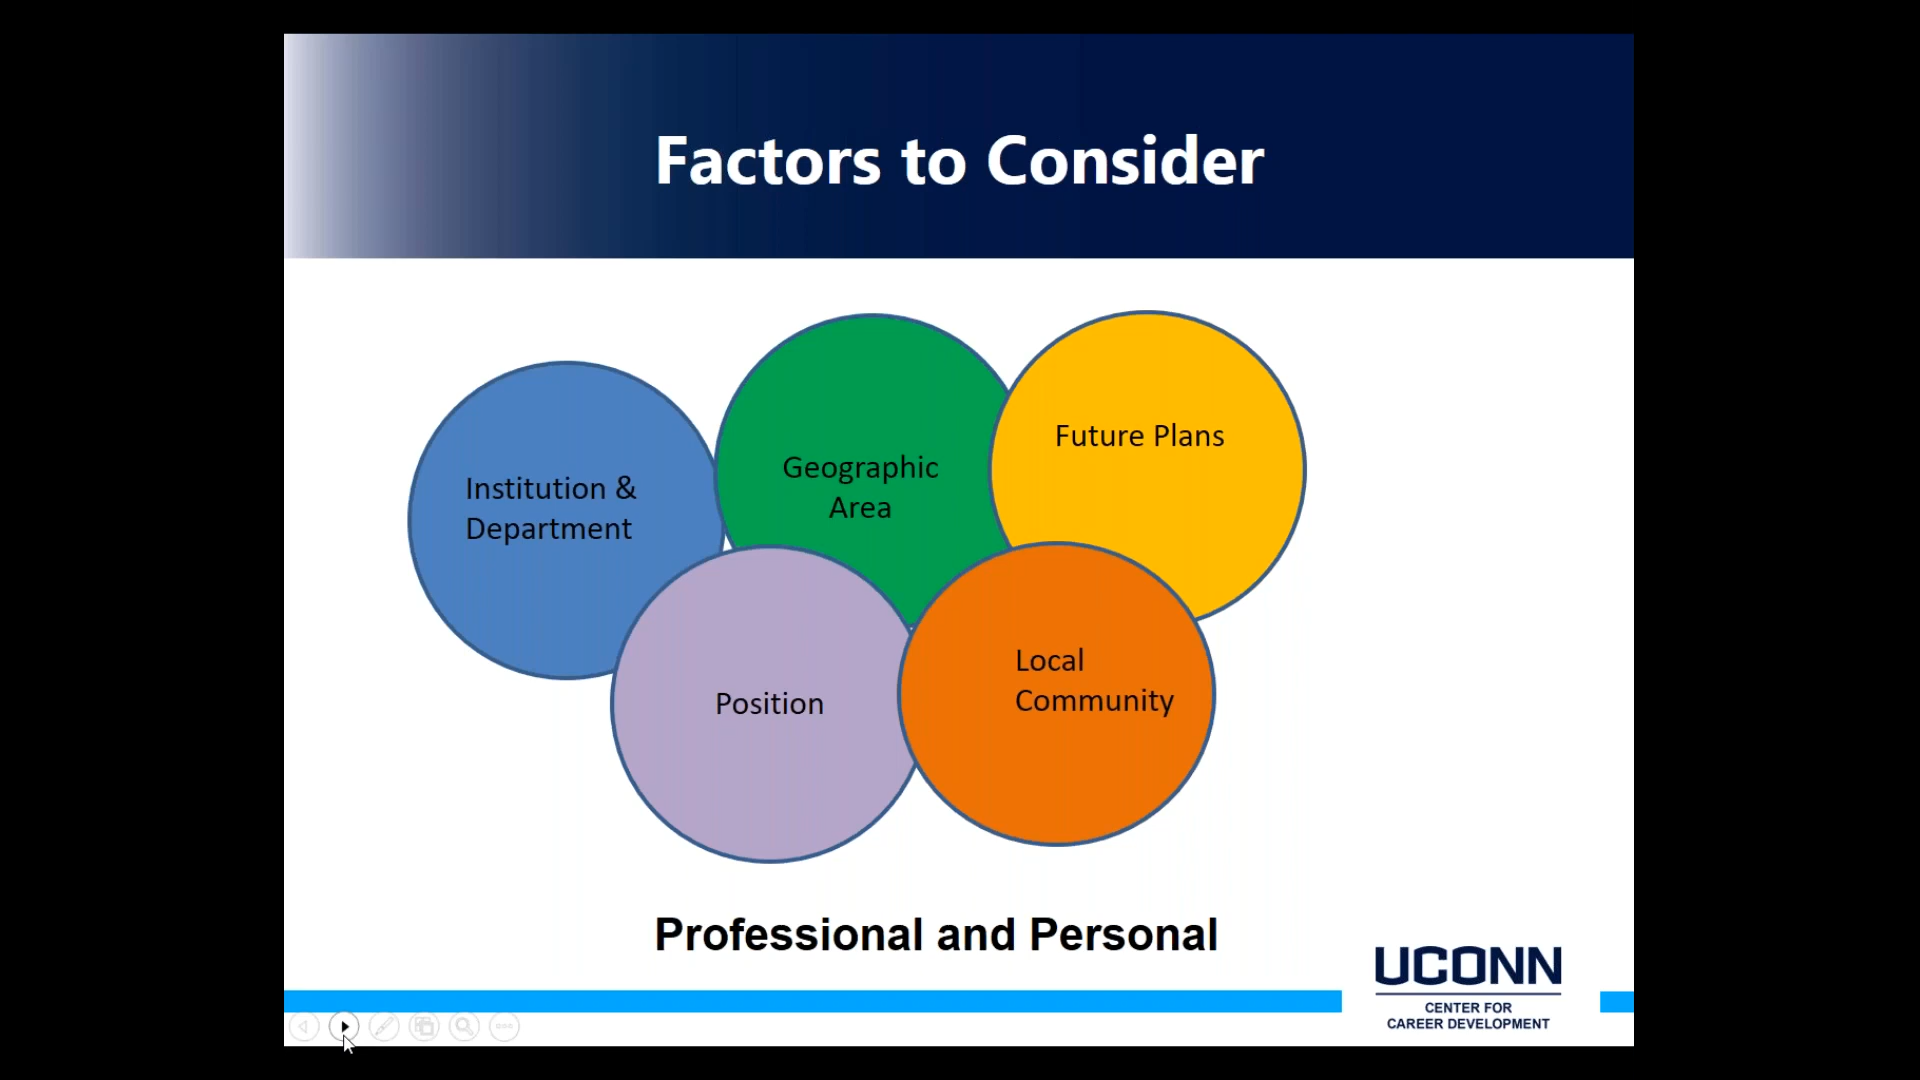 Factors to Consider
Institution &
Department
Geographic
Area
Future Plans
Position
Local
Community
Professional and Personal
UCONN
CENTER FOR
CAREER DEVELOPMENT